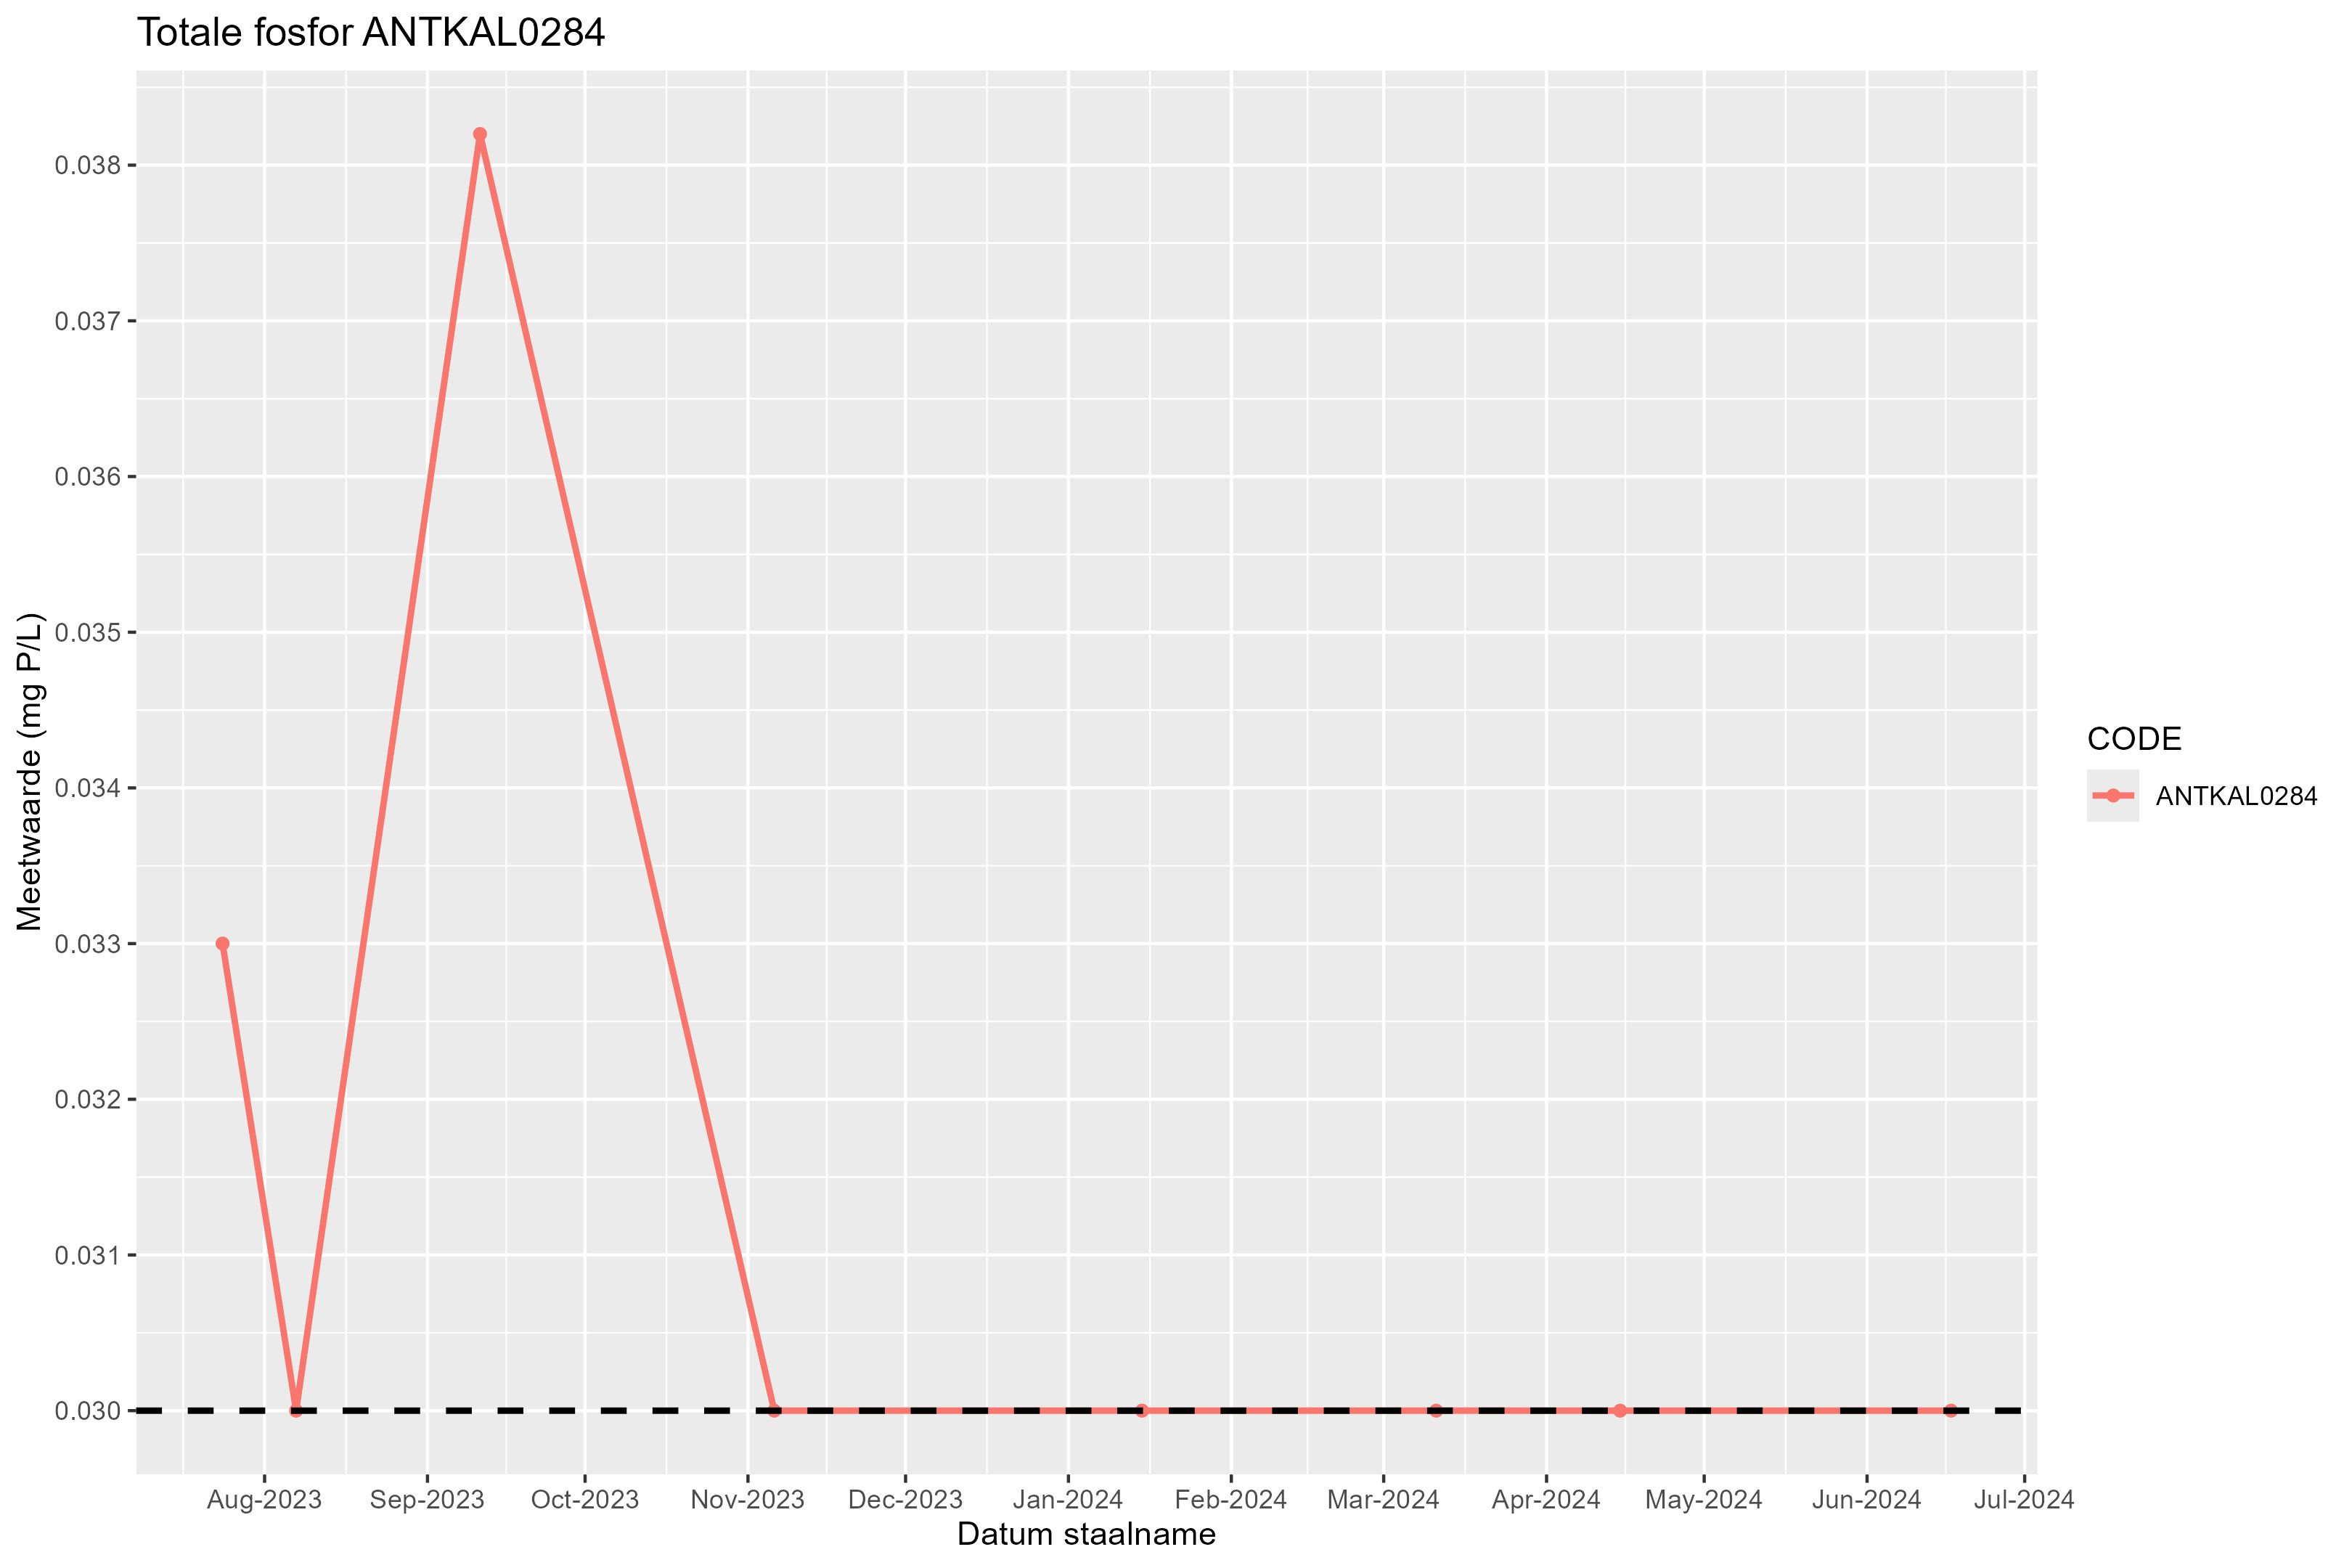 Totale fosfor ANTKAL0284
Meetwaarde (mg P/L)
0.038
0.037
0.036
0.035
0.034
0.033
0.032
0.031
0.030
Aug-2023 Sep-2023 Oct-2023 Nov-2023 Dec-2023 Jan-2024 Feb-2024 Mar-2024 Apr-2024 May-2024 Jun-2024 Jul-2024
Datum staalname
CODE
ANTKAL0284